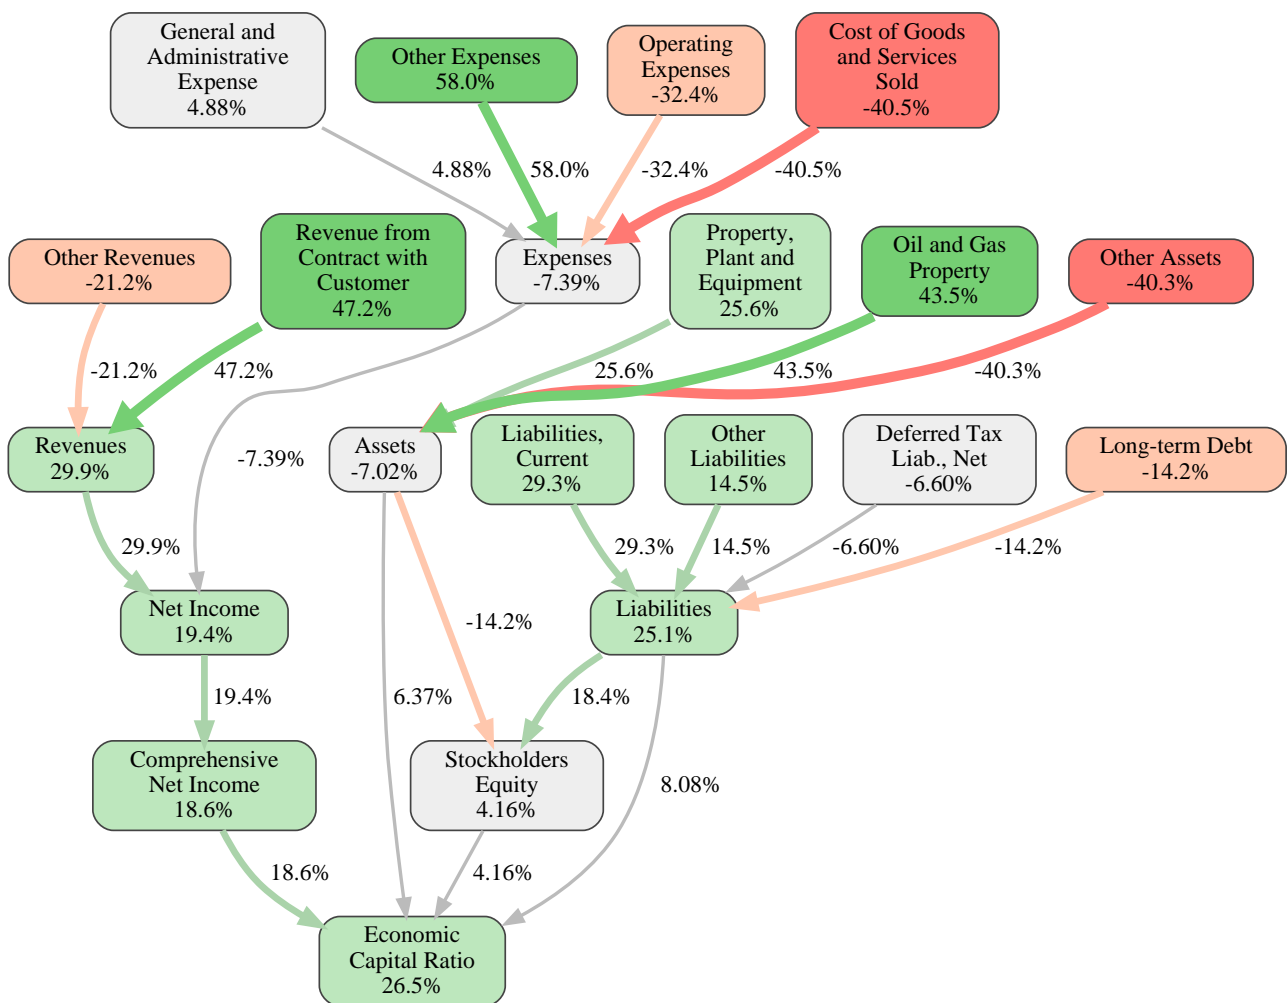 General and
Administrative
Expense
4.88%
Other Expenses
58.0%
Operating
Expenses
-32.4%
Cost of Goods
and Services
Sold
-40.5%
4.88%
58.0%
-32.4%
-40.5%
Other Revenues
-21.2%
Revenue from
Contract with
Customer
47.2%
Expenses
-7.39%
Property,
Plant and
Equipment
25.6%
Oil and Gas
Property
43.5%
Other Assets
-40.3%
-21.2%
47.2%
25.6%
43.5%
-40.3%
Revenues
29.9%
-7.39%
Assets
-7.02%
Liabilities,
Current
29.3%
Other
Liabilities
14.5%
Deferred Tax
Liab., Net
-6.60%
Long-term Debt
-14.2%
29.9%
29.3%
14.5%
-6.60%
-14.2%
Net Income
19.4%
-14.2%
Liabilities
25.1%
19.4%
6.37%
18.4%
Comprehensive
Net Income
18.6%
Stockholders
Equity
4.16%
8.08%
18.6%
4.16%
Economic
Capital Ratio
26.5%